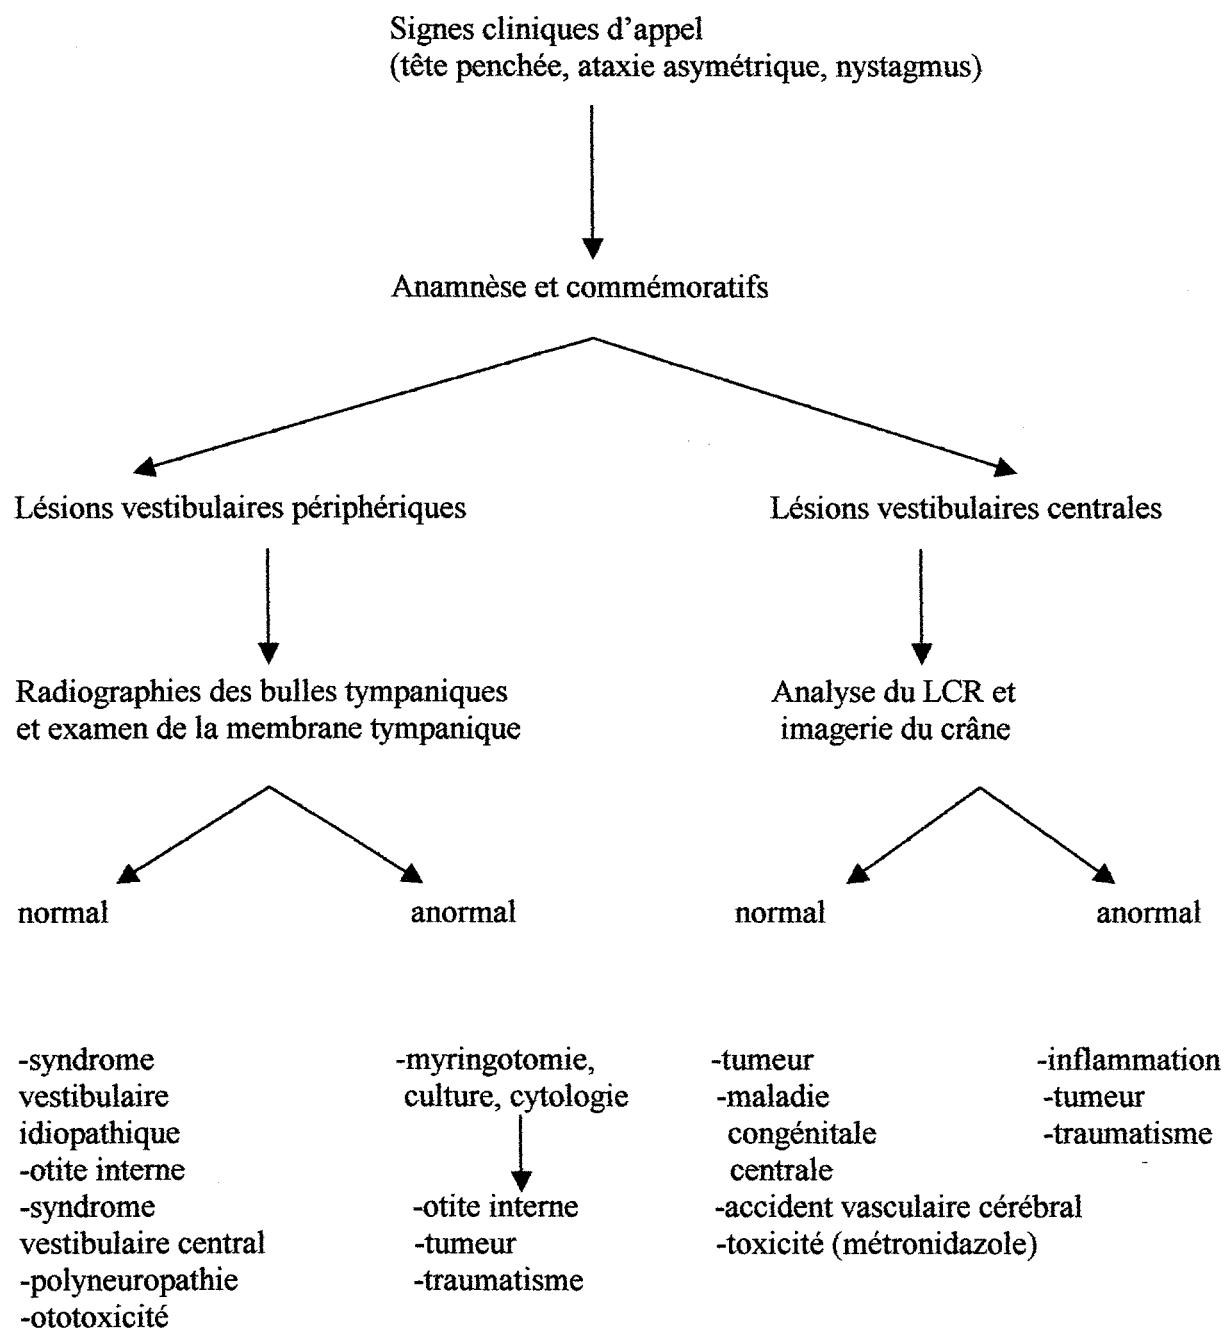 Signes cliniques d'appel
(tête penchée, ataxie asymétrique, nystagmus)
Anamnèse et commémoratifs
Lésions vestibulaires périphériques
Lésions vestibulaires centrales
Radiographies des bulles tympaniques
et examen de la membrane tympanique
Analyse du LCR et
imagerie du crâne
normal
anormal
normal
anormal
-syndrome
vestibulaire
idiopathique
-otite interne
-syndrome
vestibulaire central
-polyneuropathie
-ototoxicité
-myringotomie,
culture, cytologie
-otite interne
-tumeur
-traumatisme
-tumeur
-maladie
congénitale
centrale
-accident vasculaire cérébral
-toxicité (métronidazole)
-inflammation
-tumeur
-traumatisme